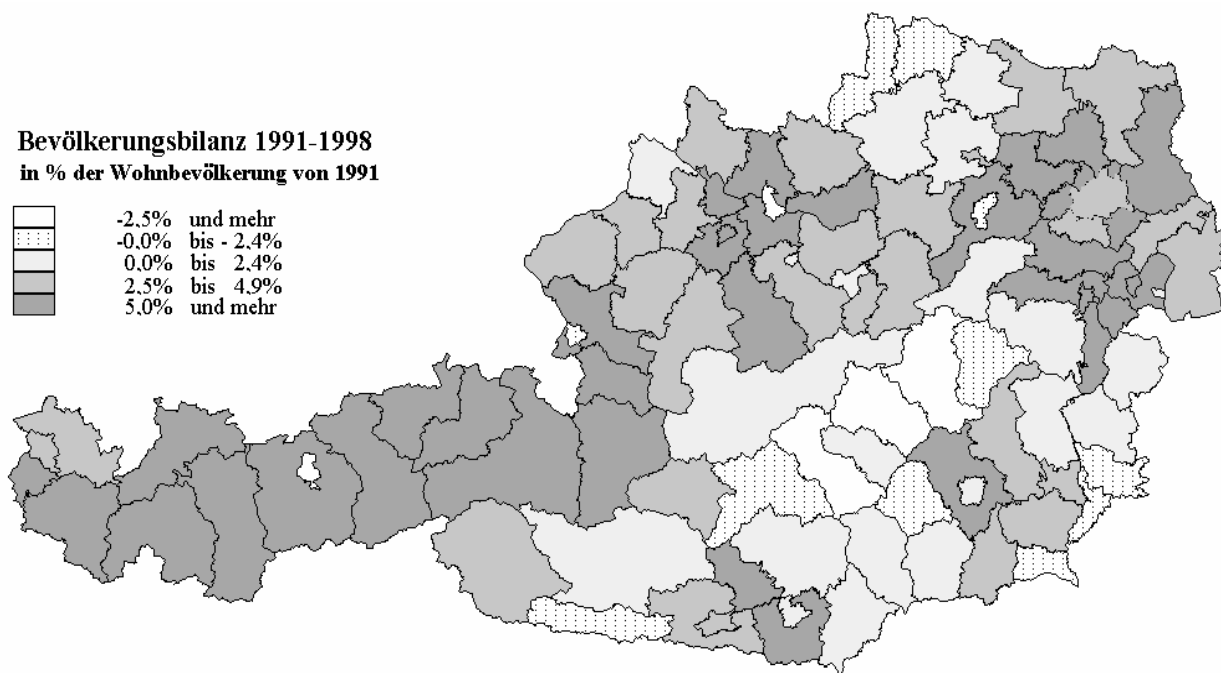 Bevölkerungsbilanz 1991-1998
in % der Wohnbevölkerung von 1991
-2,5% und mehr
-0,0% bis - 2,4%
0,0% bis 2,4%
2,5% bis 4,9%
5,0% und mehr